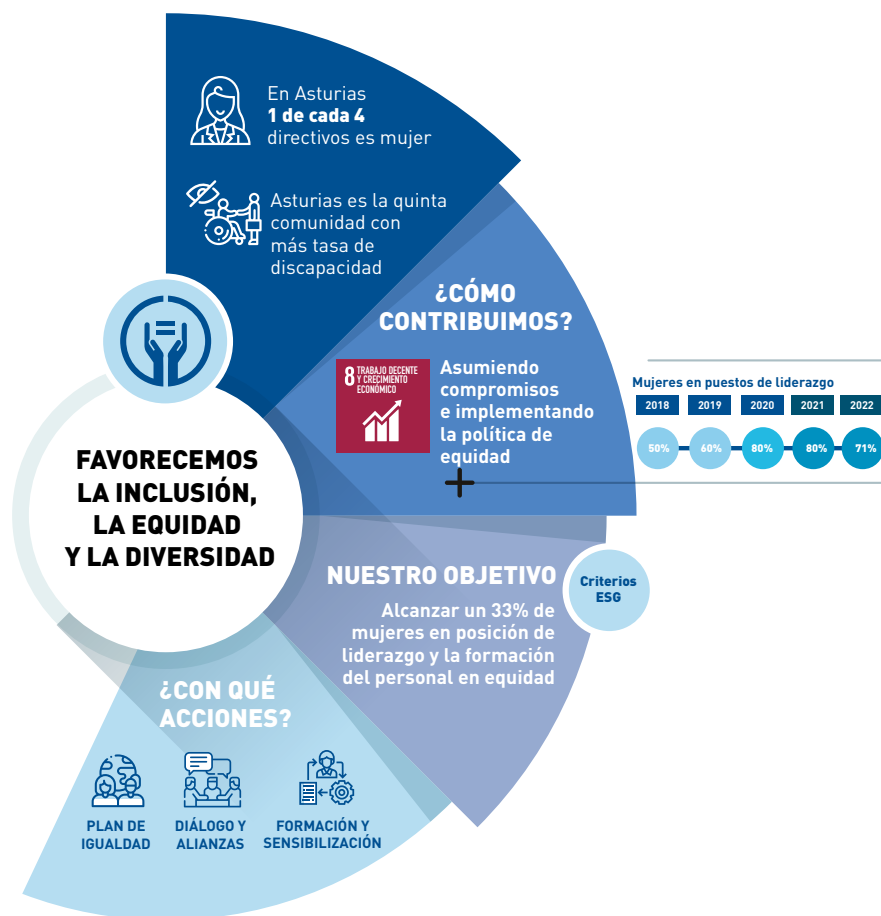 En Asturias
1 de cada 4
directivos es mujer
Asturias es la quinta
comunidad con
más tasa de
discapacidad
¿CÓMO
CONTRIBUIMOS?
8 TRABAJO DECENTE
Y CRECIMIENTO
ECONÓMICO
Asumiendo
compromisos
e implementando
la política de
equidad
+
Mujeres en puestos de liderazgo
2018 2019 2020 2021 2022
50% 60% 80% 80% 71%
FAVORECEMOS
LA INCLUSIÓN,
LA EQUIDAD
Y LA DIVERSIDAD
NUESTRO OBJETIVO
Alcanzar un 33% de
mujeres en posición de
liderazgo y la formación
del personal en equidad
Criterios
ESG
¿CON QUÉ
ACCIONES?
PLAN DE
IGUALDAD
DIÁLOGO Y
ALIANZAS
FORMACIÓN Y
SENSIBILIZACIÓN